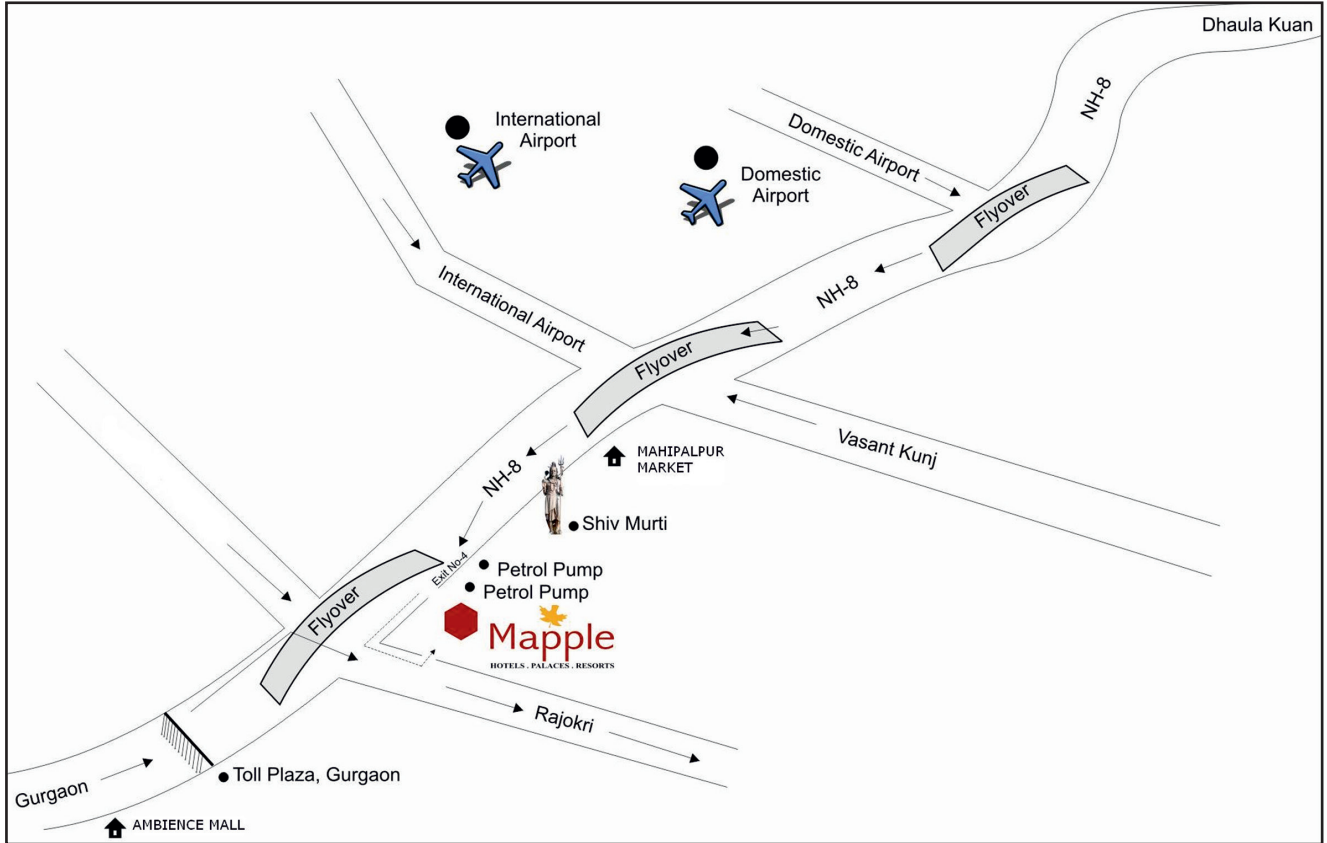 Dhaula Kuan
NH-8
International
Airport
Domestic Airport
Domestic
Airport
Flyover
International Airport
NH-8
Flyover
Vasant Kunj
MAHIPALPUR
MARKET
NH-8
Shiv Murti
Exit No-4
Petrol Pump
Petrol Pump
Flyover
Mapple
HOTELS . PALACES . RESORTS
Rajokri
Toll Plaza, Gurgaon
Gurgaon
AMBIENCE MALL